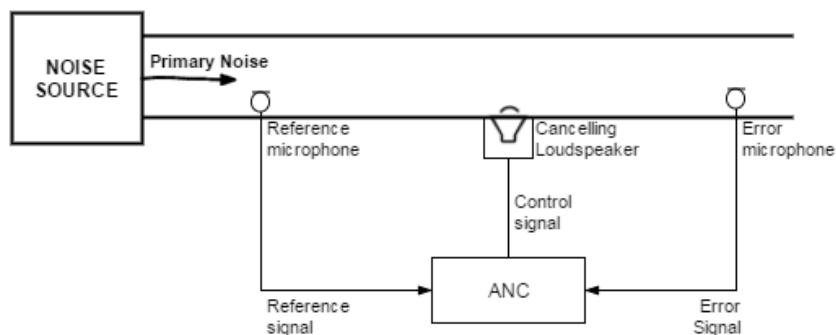 NOISE
SOURCE
Primary Noise
Reference
microphone
Cancelling
Loudspeaker
Error
microphone
Control
signal
ANC
Reference
signal
Error
Signal